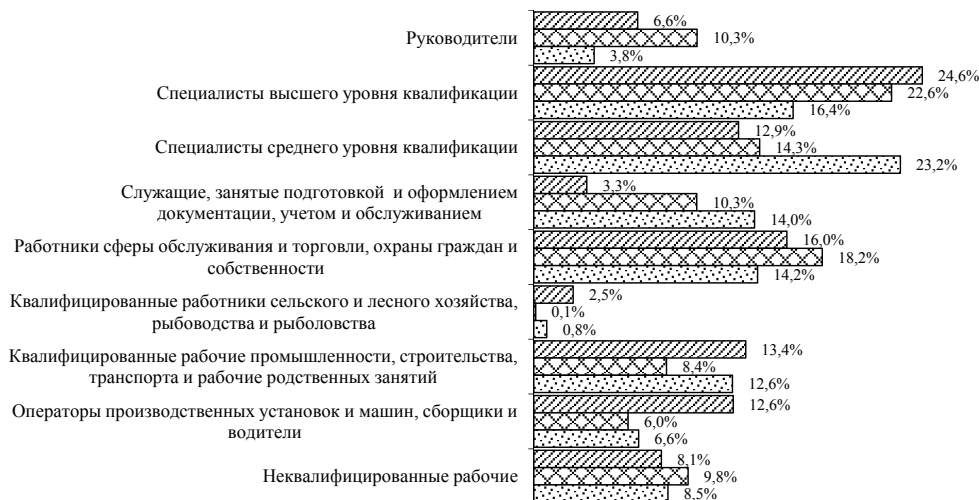 6,6%
Руководители
10,3%
3,8%
24,6%
Специалисты высшего уровня квалификации
22,6%
16,4%
12,9%
Специалисты среднего уровня квалификации
14,3%
23,2%
3,3%
Служащие, занятые подготовкой и оформлением
документации, учетом и обслуживанием
10,3%
14,0%
16,0%
Работники сферы обслуживания и торговли, охраны граждан и
собственности
18,2%
14,2%
2,5%
Квалифицированные работники сельского и лесного хозяйства,
рыбоводства и рыболовства
0,1%
0,8%
13,4%
Квалифицированные рабочие промышленности, строительства,
транспорта и рабочие родственных занятий
8,4%
12,6%
12,6%
Операторы производственных установок и машин, сборщики и
водители
6,0%
6,6%
8,1%
Неквалифицированные рабочие
9,8%
8,5%